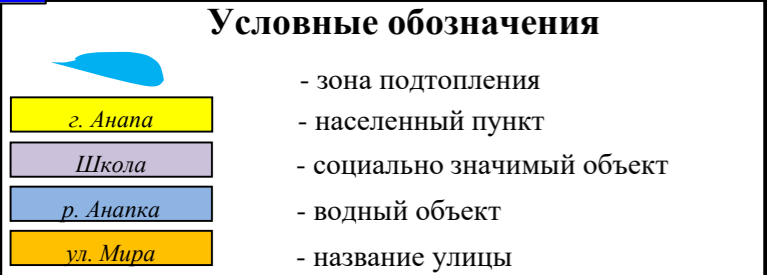 Условные обозначения
- зона подтопления
г. Анапа - населенный пункт
Школа - социально значимый объект
р. Анапка - водный объект
ул. Мира - название улицы